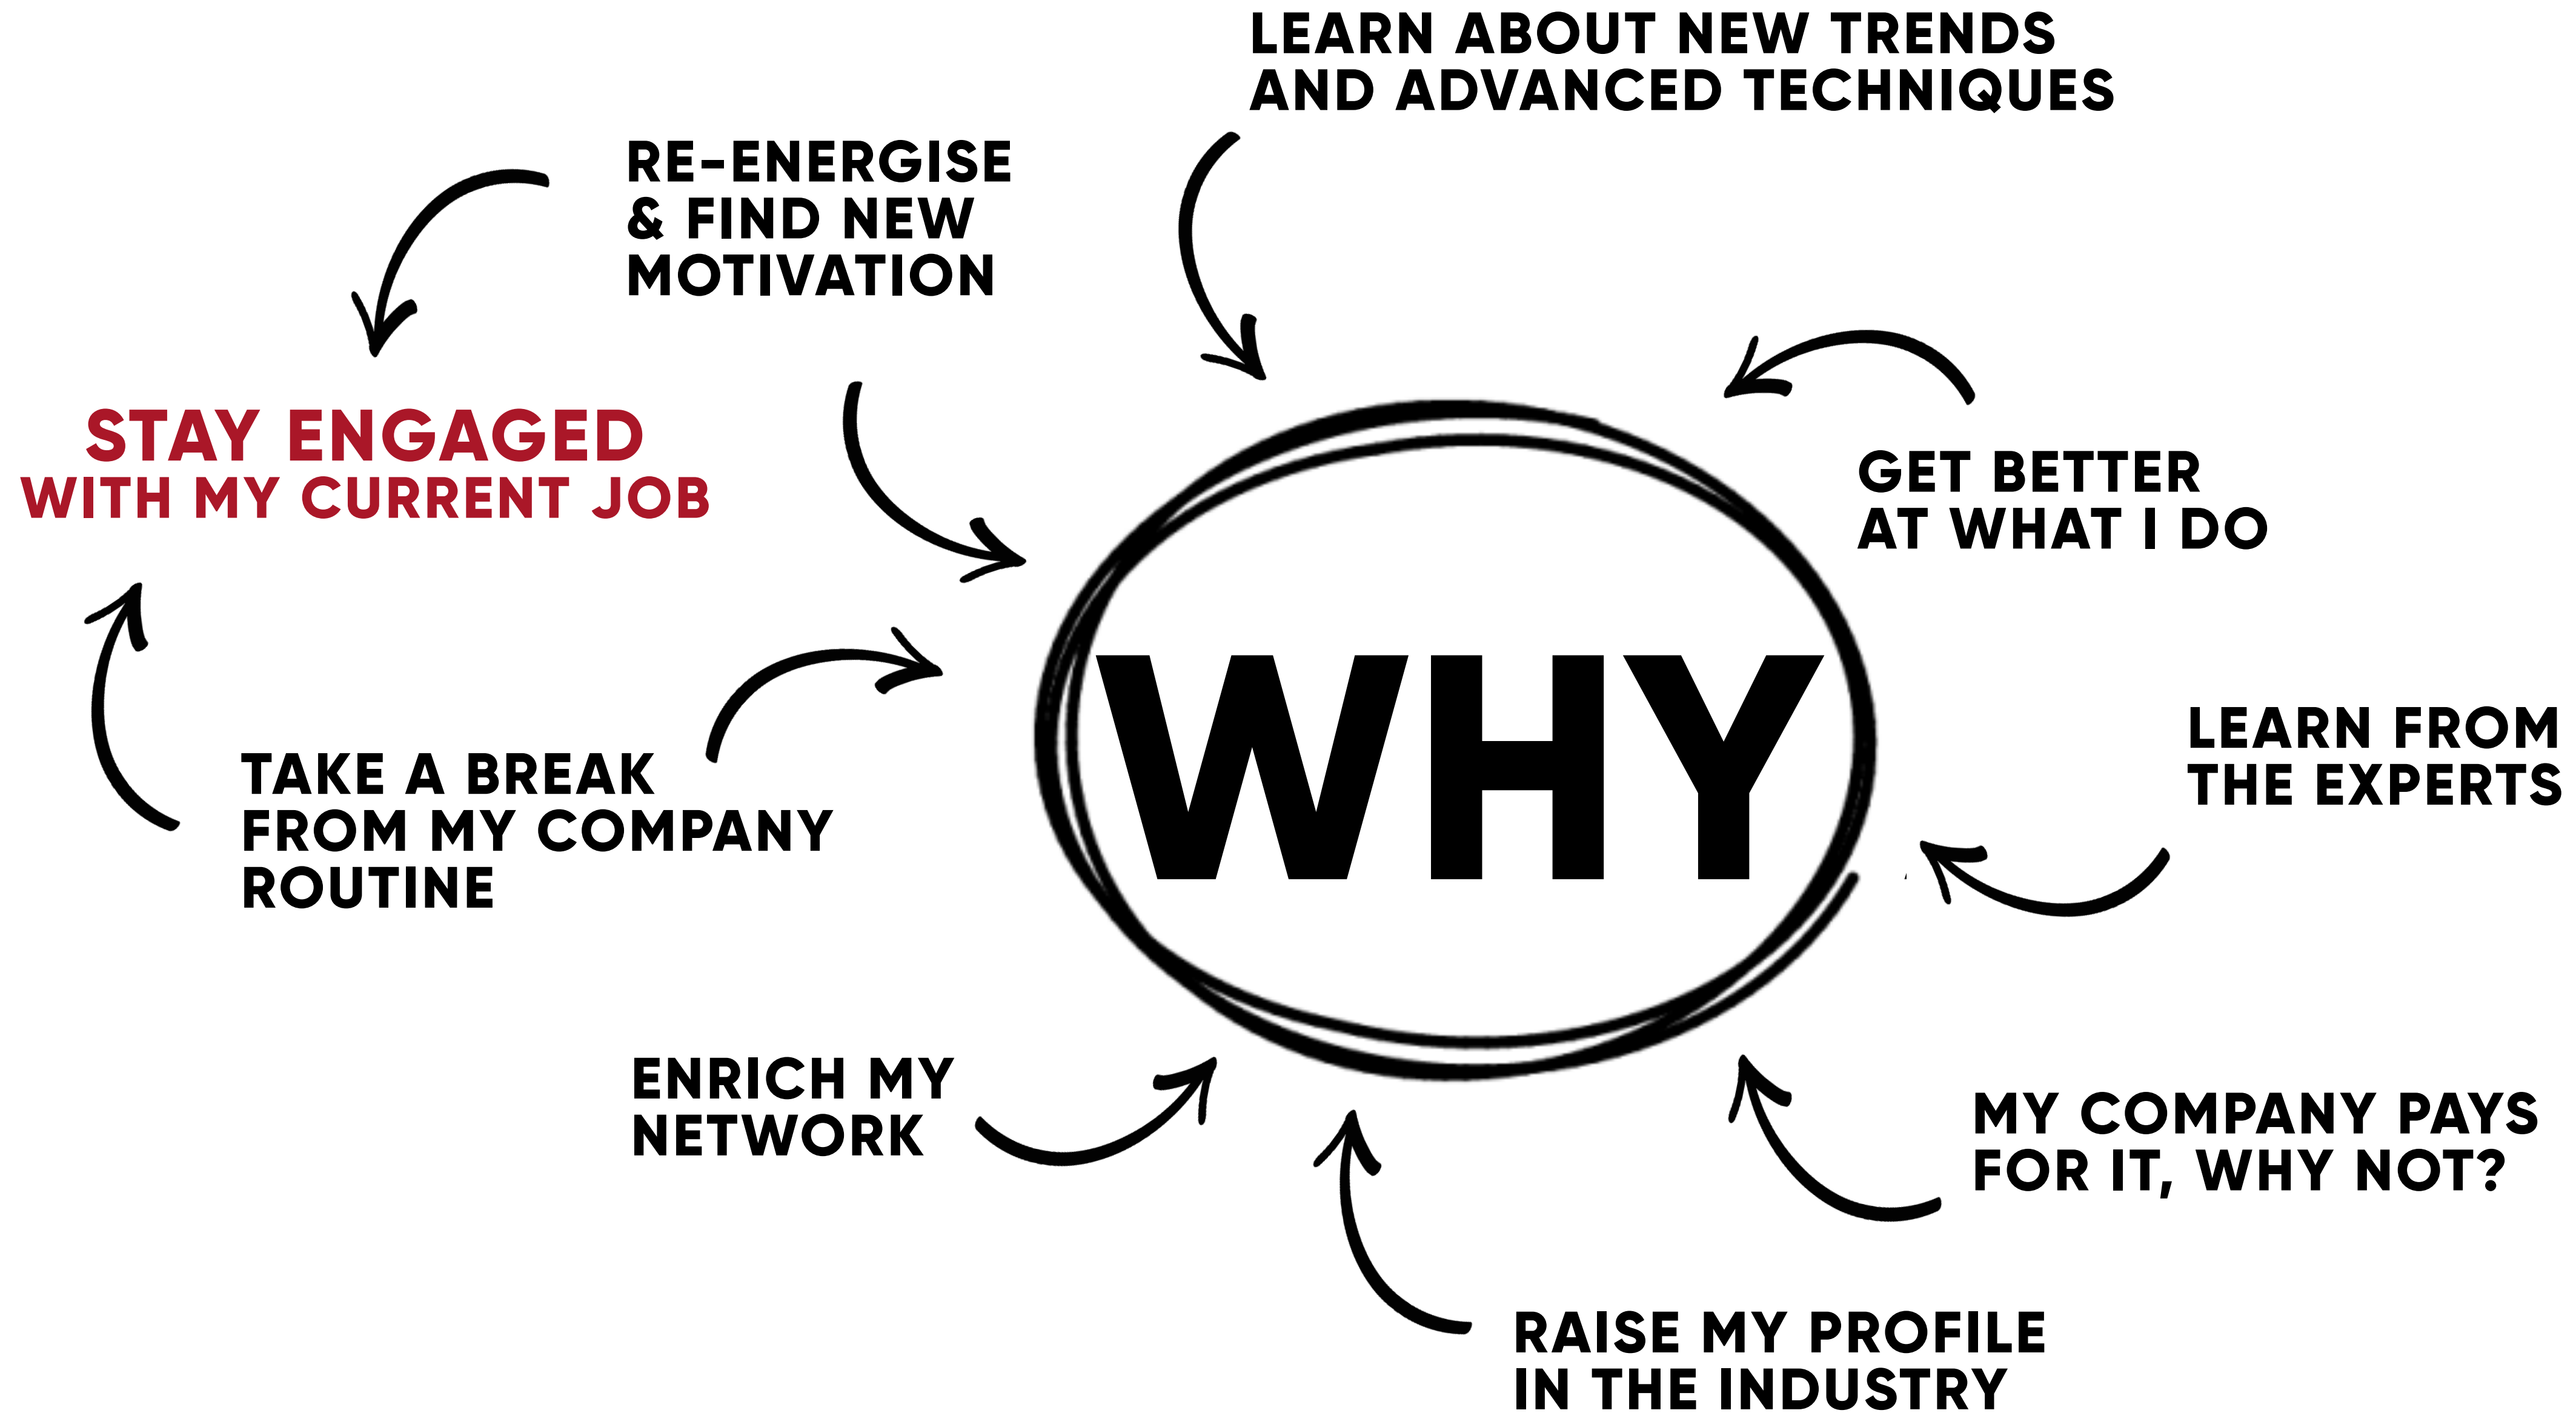 LEARN ABOUT NEW TRENDS
AND ADVANCED TECHNIQUES
RE-ENERGISE
& FIND NEW
MOTIVATION
STAY ENGAGED
WITH MY CURRENT JOB
GET BETTER
AT WHAT I DO
WHY
LEARN FROM
THE EXPERTS
TAKE A BREAK
FROM MY COMPANY
ROUTINE
ENRICH MY
NETWORK
MY COMPANY PAYS
FOR IT, WHY NOT?
RAISE MY PROFILE
IN THE INDUSTRY